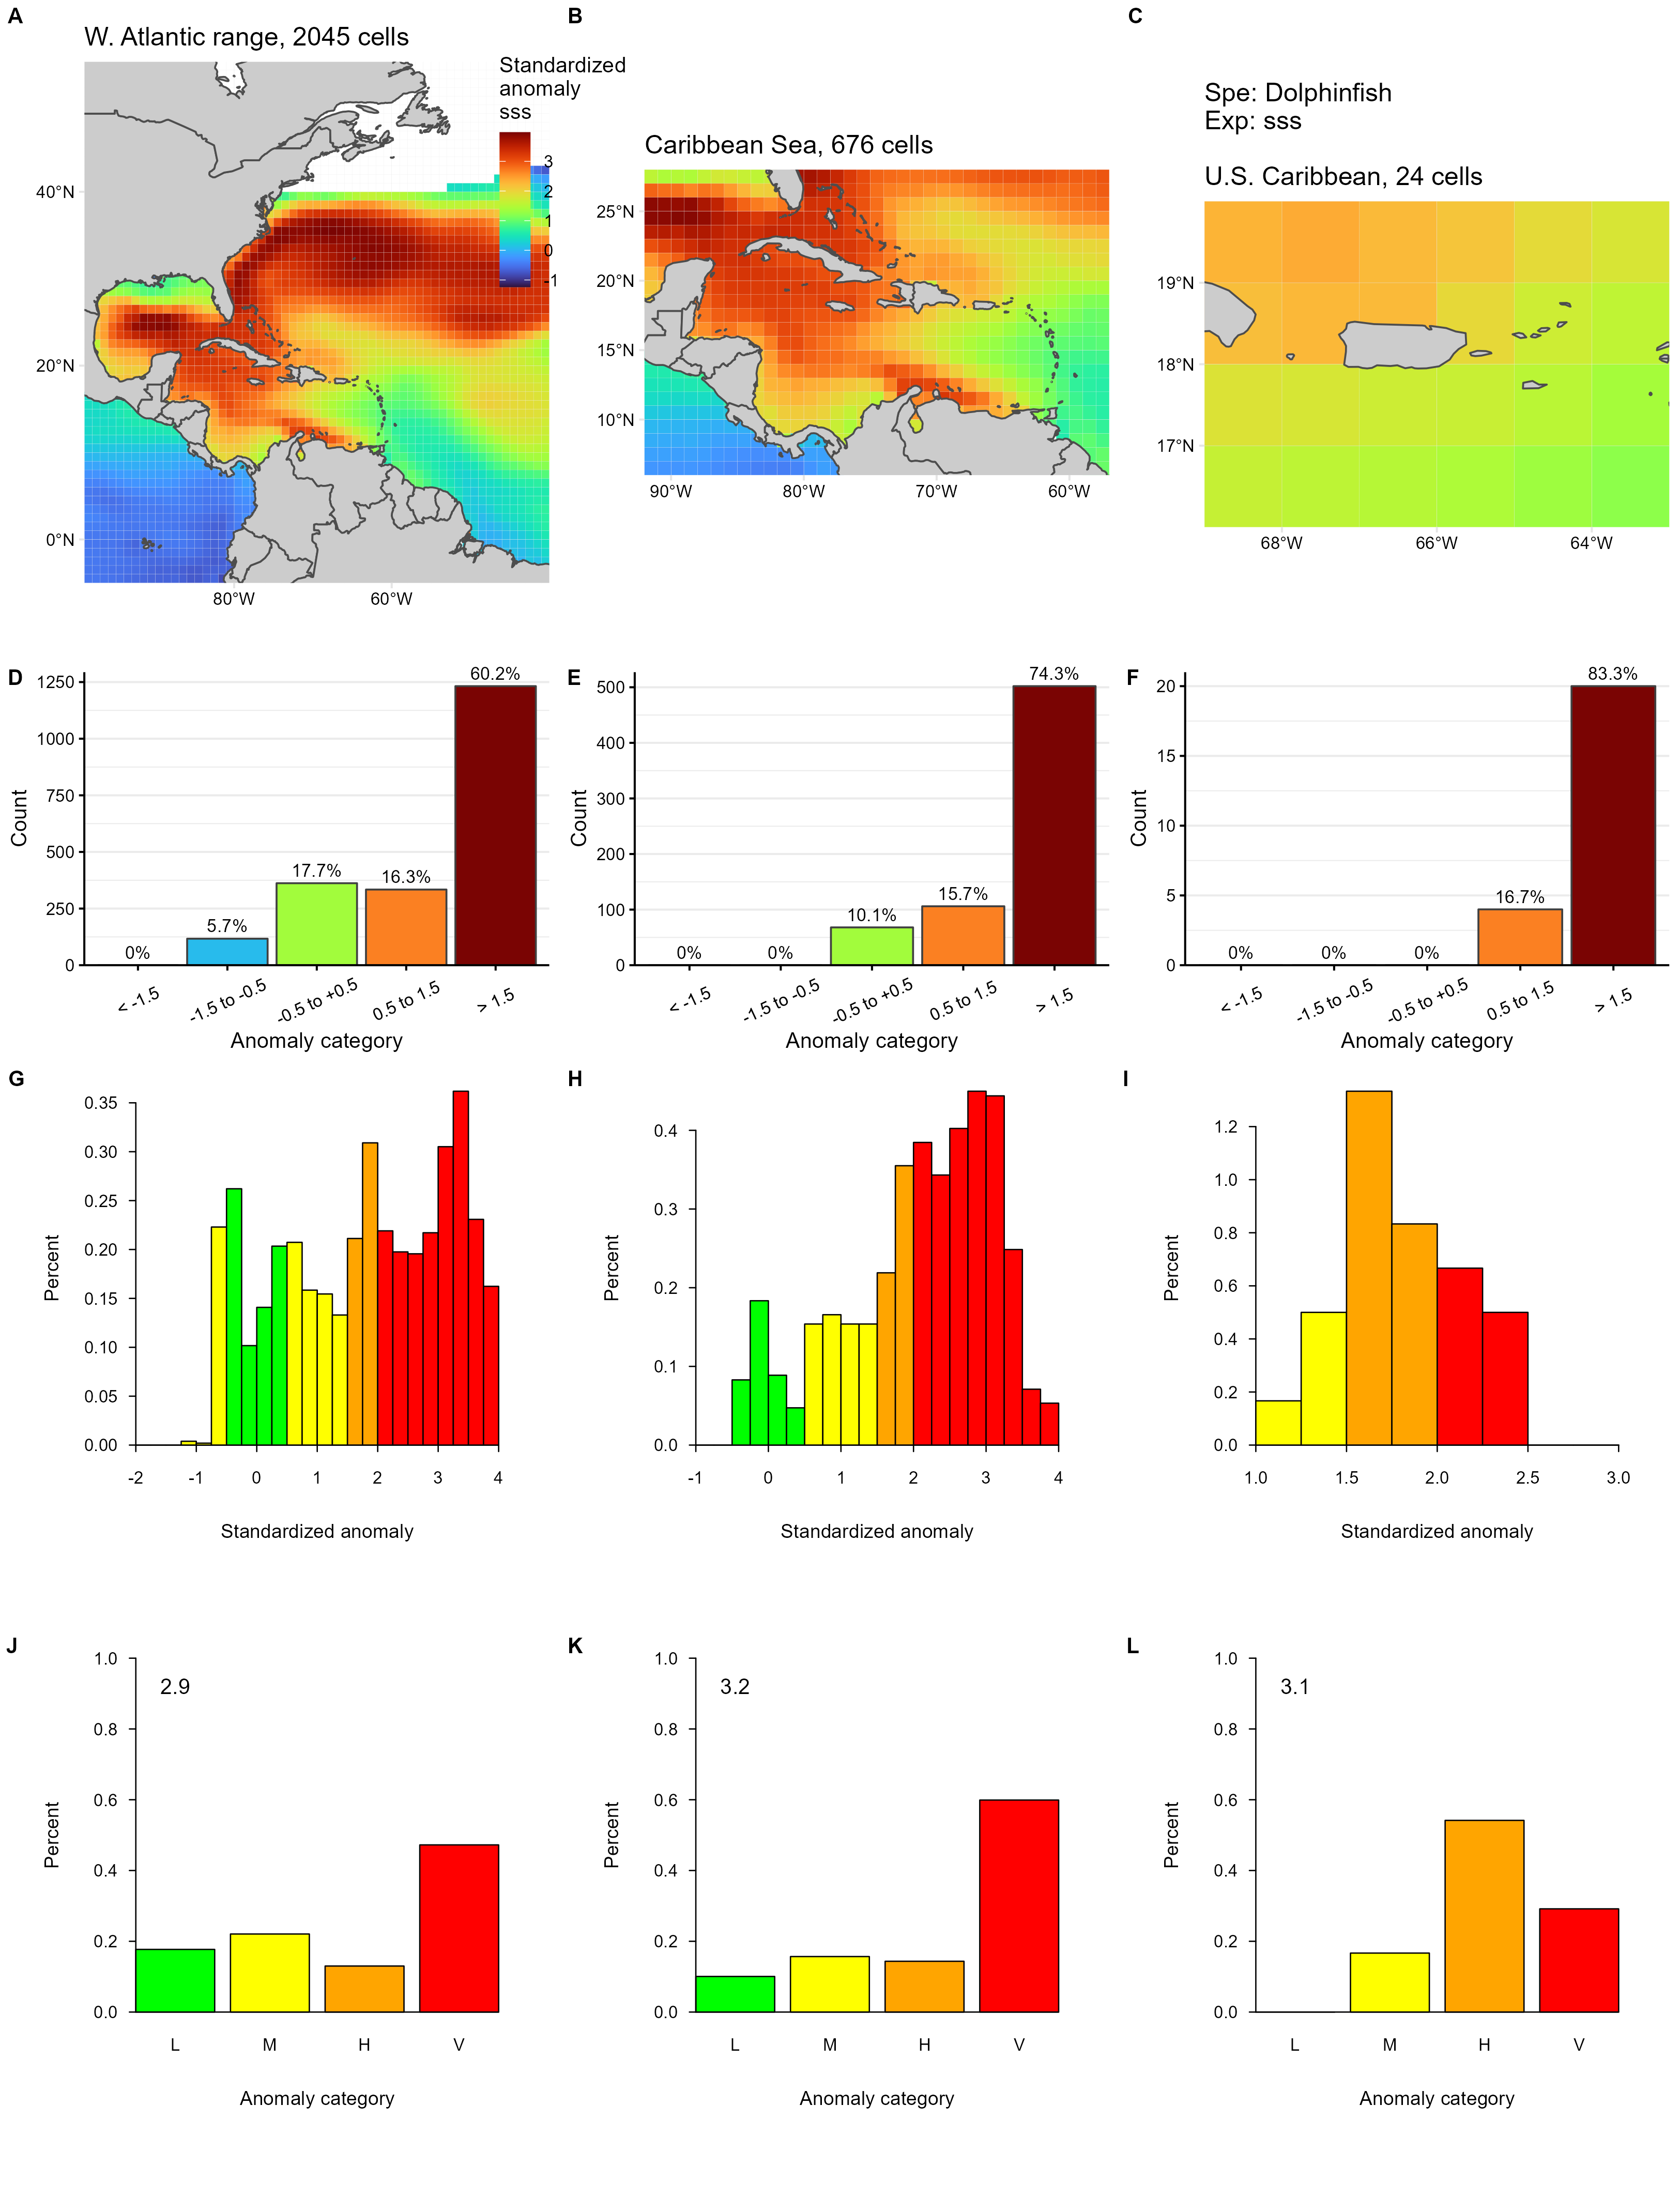 A
W. Atlantic range, 2045 cells
Standardized
anomaly
sss
3
2
1
0
-1
40°N
20°N
0°N
80°W
60°W
B
Caribbean Sea, 676 cells
25°N
20°N
15°N
10°N
90°W
80°W
70°W
60°W
C
Spe: Dolphinfish
Exp: sss
U.S. Caribbean, 24 cells
19°N
18°N
17°N
68°W
66°W
64°W
D
Count
1250
1000
750
500
250
0
0%
5.7%
17.7%
16.3%
60.2%
< -1.5
-1.5 to -0.5
-0.5 to +0.5
0.5 to 1.5
> 1.5
Anomaly category
E
Count
500
400
300
200
100
0
0%
0%
10.1%
15.7%
74.3%
< -1.5
-1.5 to -0.5
-0.5 to +0.5
0.5 to 1.5
> 1.5
Anomaly category
F
Count
20
15
10
5
0
0%
0%
0%
16.7%
83.3%
< -1.5
-1.5 to -0.5
-0.5 to +0.5
0.5 to 1.5
> 1.5
Anomaly category
G
Percent
0.35
0.30
0.25
0.20
0.15
0.10
0.05
0.00
-2
-1
0
1
2
3
4
Standardized anomaly
H
Percent
0.4
0.3
0.2
0.1
0.0
-1
0
1
2
3
4
Standardized anomaly
I
Percent
1.2
1.0
0.8
0.6
0.4
0.2
0.0
1.0
1.5
2.0
2.5
3.0
Standardized anomaly
J
Percent
1.0
0.8
0.6
0.4
0.2
0.0
2.9
L
M
H
V
Anomaly category
K
Percent
1.0
0.8
0.6
0.4
0.2
0.0
3.2
L
M
H
V
Anomaly category
L
Percent
1.0
0.8
0.6
0.4
0.2
0.0
3.1
L
M
H
V
Anomaly category